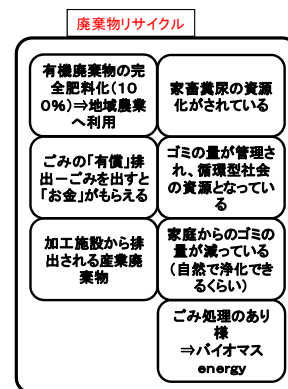 廃棄物リサイクル
有機廃棄物の完
全肥料化(10
0%)⇒地域農業
へ利用
家畜糞尿の資源
化がされている
ごみの「有償」排
出－ごみを出すと
「お金」がもらえる
ゴミの量が管理さ
れ、循環型社会
の資源となってい
る
加工施設から排
出される産業廃
棄物
家庭からのゴミの
量が減っている
(自然で浄化でき
るくらい)
ごみ処理のあり
様
⇒バイオマス
energy